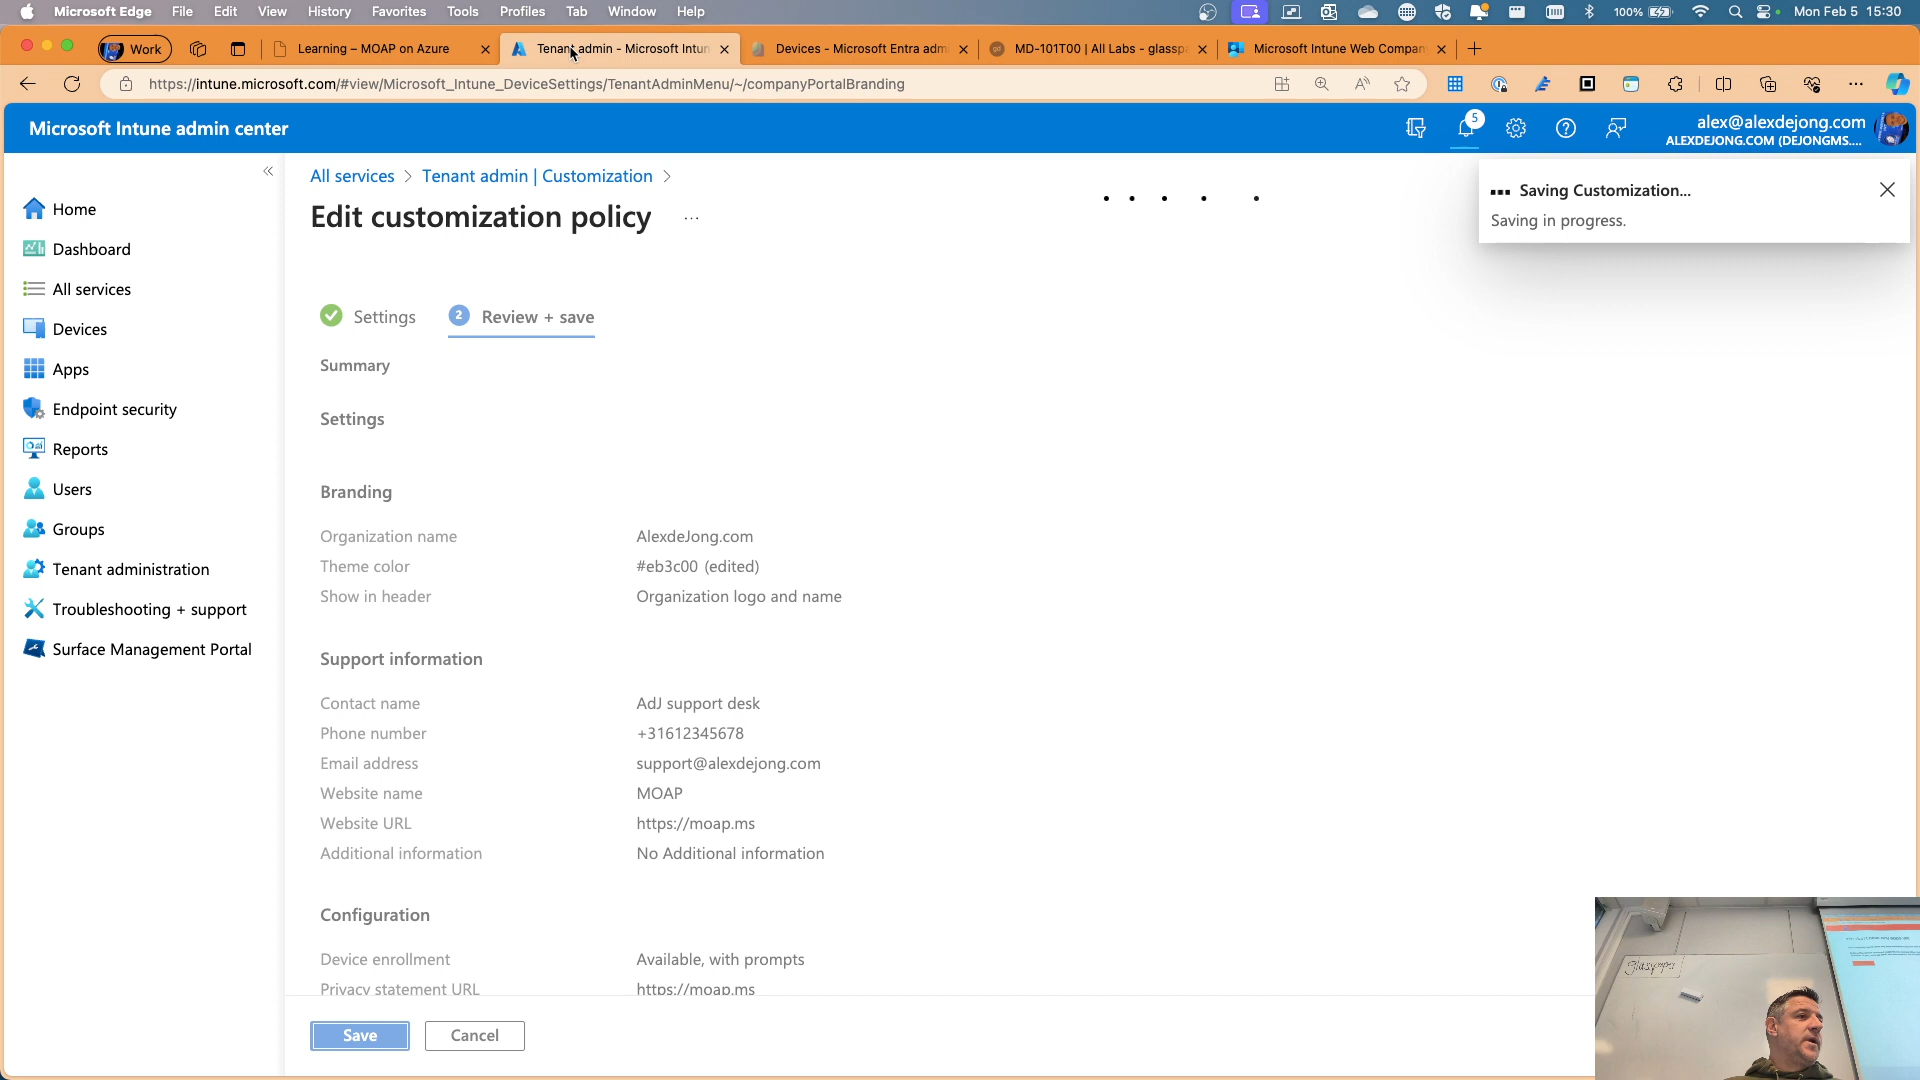 Microsoft Edge File Edit View History Favorites Tools Profiles Tab Window Help 100% Mon Feb 5 15:30
Work Learning – MOAP on Azure Tenant admin - Microsoft Intun Devices - Microsoft Entra adm MD-101T00 | All Labs - glassp Microsoft Intune Web Compan
https://intune.microsoft.com/#view/Microsoft_Intune_DeviceSettings/TenantAdminMenu/~/companyPortalBranding
Microsoft Intune admin center
5
alex@alexdejong.com
ALEXDEJONG.COM (DEJONGMS....
Home
Dashboard
All services
Devices
Apps
Endpoint security
Reports
Users
Groups
Tenant administration
Troubleshooting + support
Surface Management Portal
All services > Tenant admin | Customization >
Edit customization policy ...
Saving Customization...
Saving in progress.
Settings
2 Review + save
Summary
Settings
Branding
Organization name AlexdeJong.com
Theme color #eb3c00 (edited)
Show in header Organization logo and name
Support information
Contact name AdJ support desk
Phone number +31612345678
Email address support@alexdejong.com
Website name MOAP
Website URL https://moap.ms
Additional information No Additional information
Configuration
Device enrollment Available, with prompts
Privacy statement URL https://moap.ms
Save Cancel